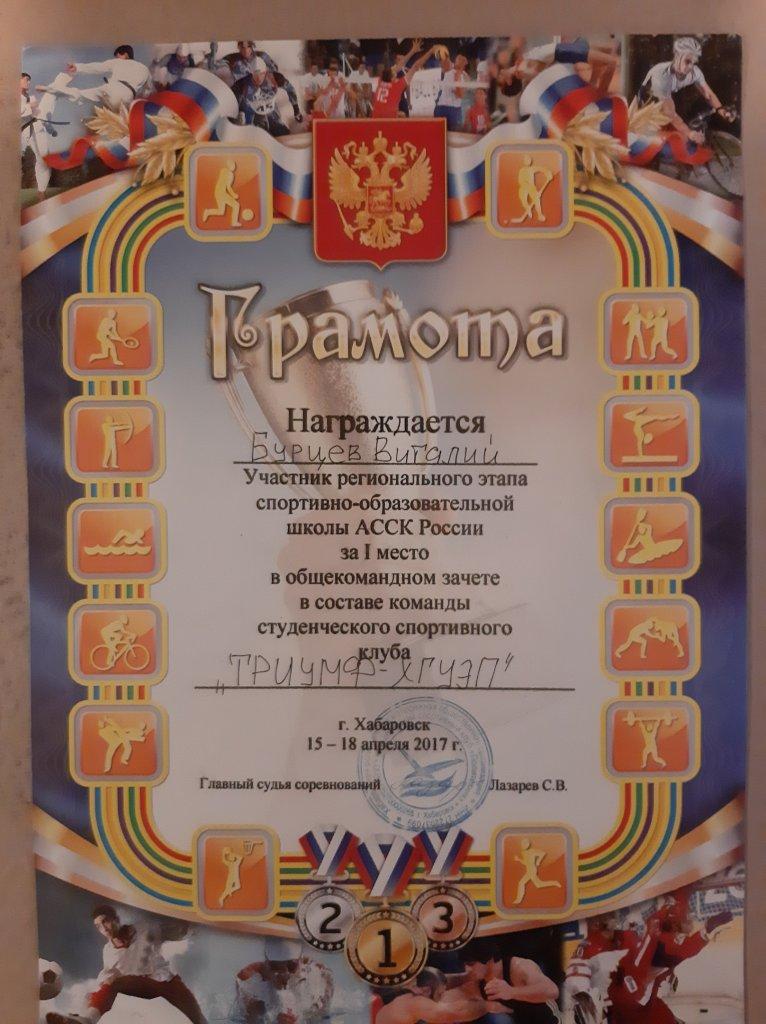 Грамота
Награждается
Бурцев Виталий
Участник регионального этапа
спортивно-образовательной
школы АССК России
за I место
в общекомандном зачете
в составе команды
студенческого спортивного
клуба
„ТРИУМФ-ХГУЭП"
г. Хабаровск
15 – 18 апреля 2017 г.
Главный судья соревнований Лазарев С.В.
2 1 3